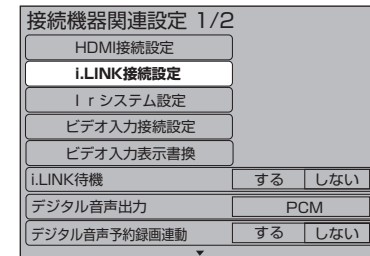 接続機器関連設定 1/2
HDMI接続設定
i.LINK接続設定
Ｉｒシステム設定
ビデオ入力接続設定
ビデオ入力表示書換
i.LINK待機 する しない
デジタル音声出力 PCM
デジタル音声予約録画連動 する しない